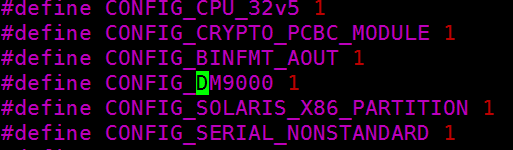 #define CONFIG_CPU_32v5 1
#define CONFIG_CRYPTO_PCBC_MODULE 1
#define CONFIG_BINFMT_AOUT 1
#define CONFIG_DM9000 1
#define CONFIG_SOLARIS_X86_PARTITION 1
#define CONFIG_SERIAL_NONSTANDARD 1